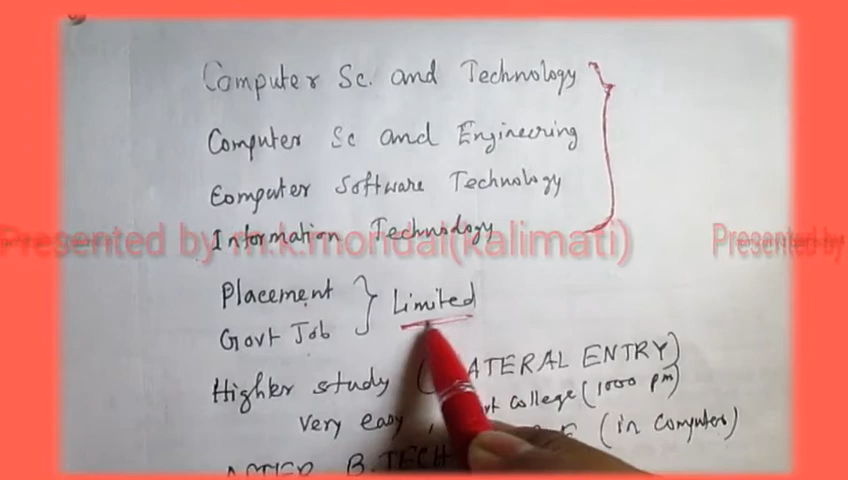 Computer Sc. and Technology
Computer Sc and Engineering
Computer Software Technology
Information Technology
Presented by m.k.mondal(kalimati)
Presented by
Placement
Govt Job
Limited
Higher study ( ATERAL ENTRY)
very easy , College (1000 pm)
(in Computer)
AFTER B.TECH